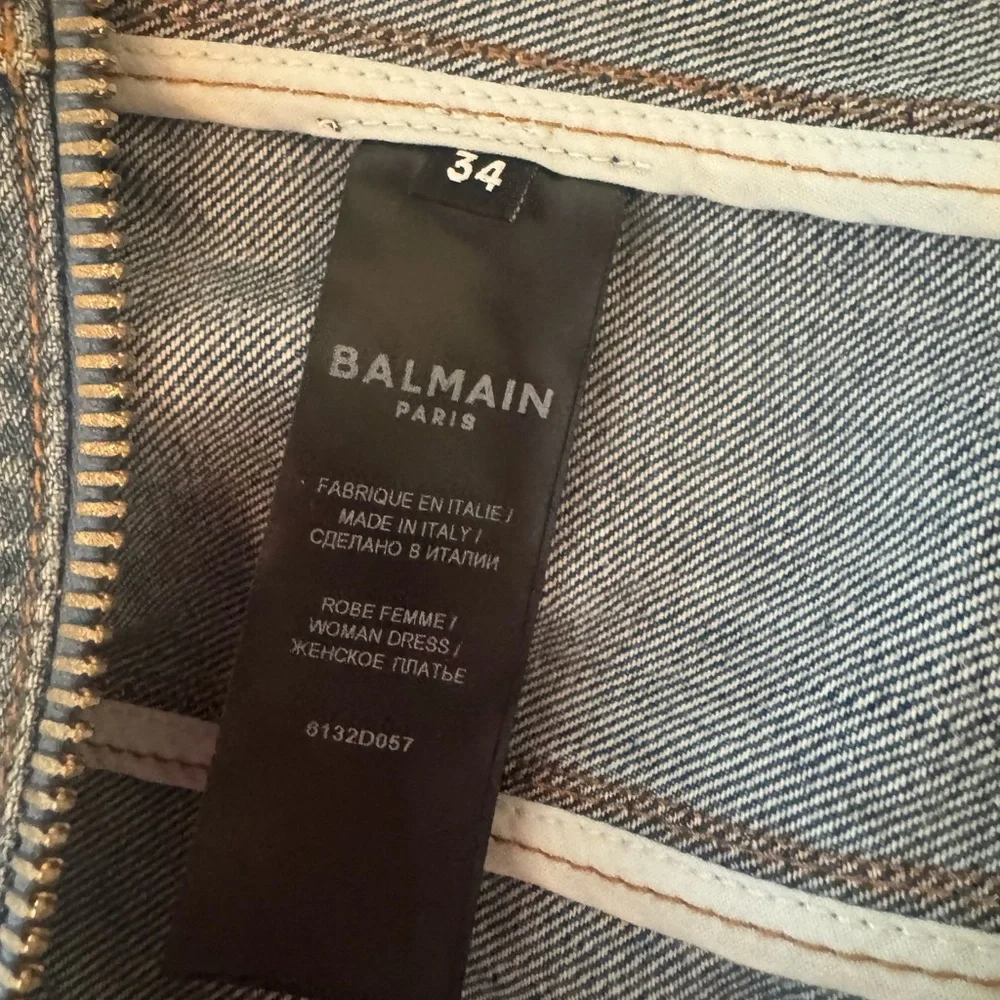 34
BALMAIN
PARIS
FABRIQUE EN ITALIE /
MADE IN ITALY /
СДЕЛАНО В ИТАЛИИ
ROBE FEMME /
WOMAN DRESS /
ЖЕНСКОЕ ПЛАТЬЕ
6132D057